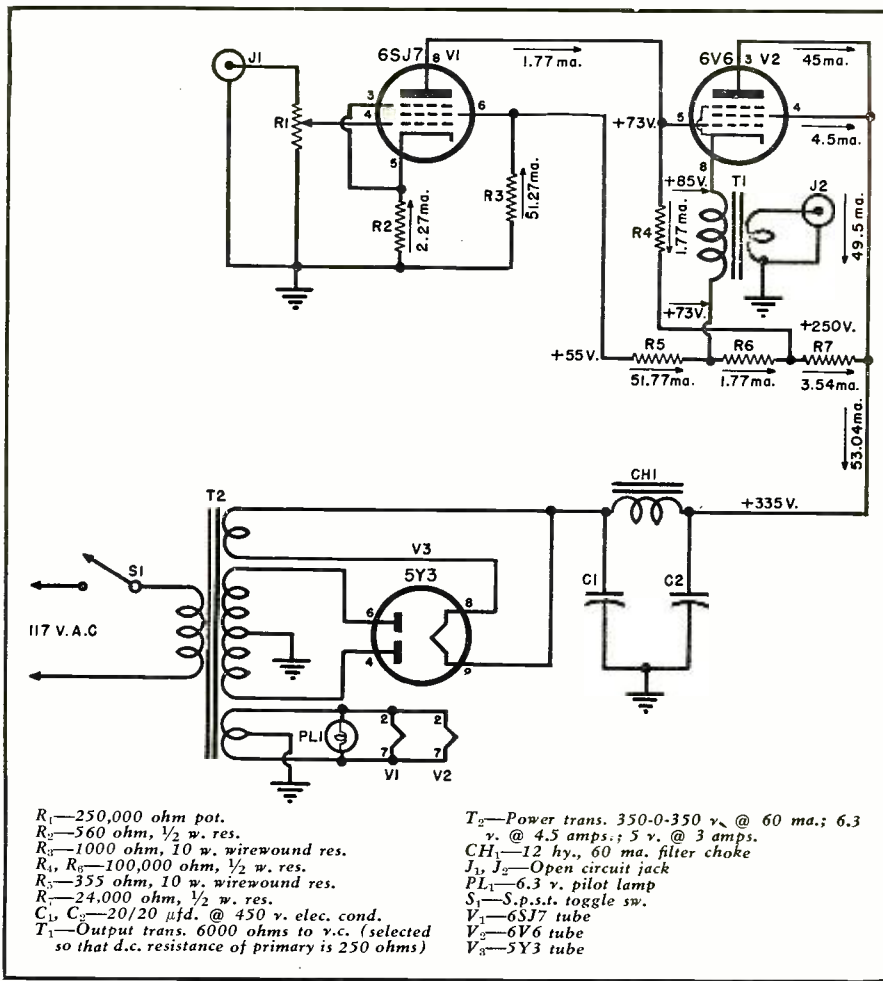 6SJ7
8 V1
1.77 ma.
6V6
3 V2
45 ma.
J1
3
4
6
R1
5
+73V.
5
4
4.5ma.
8
+85V.
T1
J2
R2
2.27ma.
R3
51.27ma.
R4
1.77 ma.
49.5 ma.
+73V.
+250V.
+55V.
R5
R6
R7
51.77ma.
1.77 ma.
3.54ma.
53.04ma.
CH1
+335V.
T2
V3
5Y3
S1
6
8
4
9
C1
C2
117 V. A.C
PL1
2
2
7
7
V1
V2
R₁—250,000 ohm pot.
R₂—560 ohm, ½ w. res.
R₃—1000 ohm, 10 w. wirewound res.
R₄, R₆—100,000 ohm, ½ w. res.
R₅—355 ohm, 10 w. wirewound res.
R—24,000 ohm, ½ w. res.
C₁, C₂—20/20 μfd. @ 450 v. elec. cond.
T₁—Output trans. 6000 ohms to v.c. (selected
so that d.c. resistance of primary is 250 ohms)
T₂—Power trans. 350-0-350 v. @ 60 ma.; 6.3
v. @ 4.5 amps.; 5 v. @ 3 amps.
CH₁—12 hy., 60 ma. filter choke
J₁, J₂—Open circuit jack
PL₁—6.3 v. pilot lamp
S₁—S.p.s.t. toggle sw.
V₁—6SJ7 tube
V₂—6V6 tube
V₃—5Y3 tube